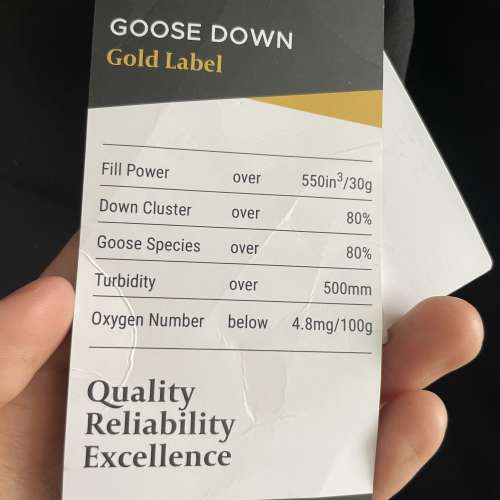 GOOSE DOWN
Gold Label
Fill Power over 550in³/30g
Down Cluster over 80%
Goose Species over 80%
Turbidity over 500mm
Oxygen Number below 4.8mg/100g
Quality
Reliability
Excellence